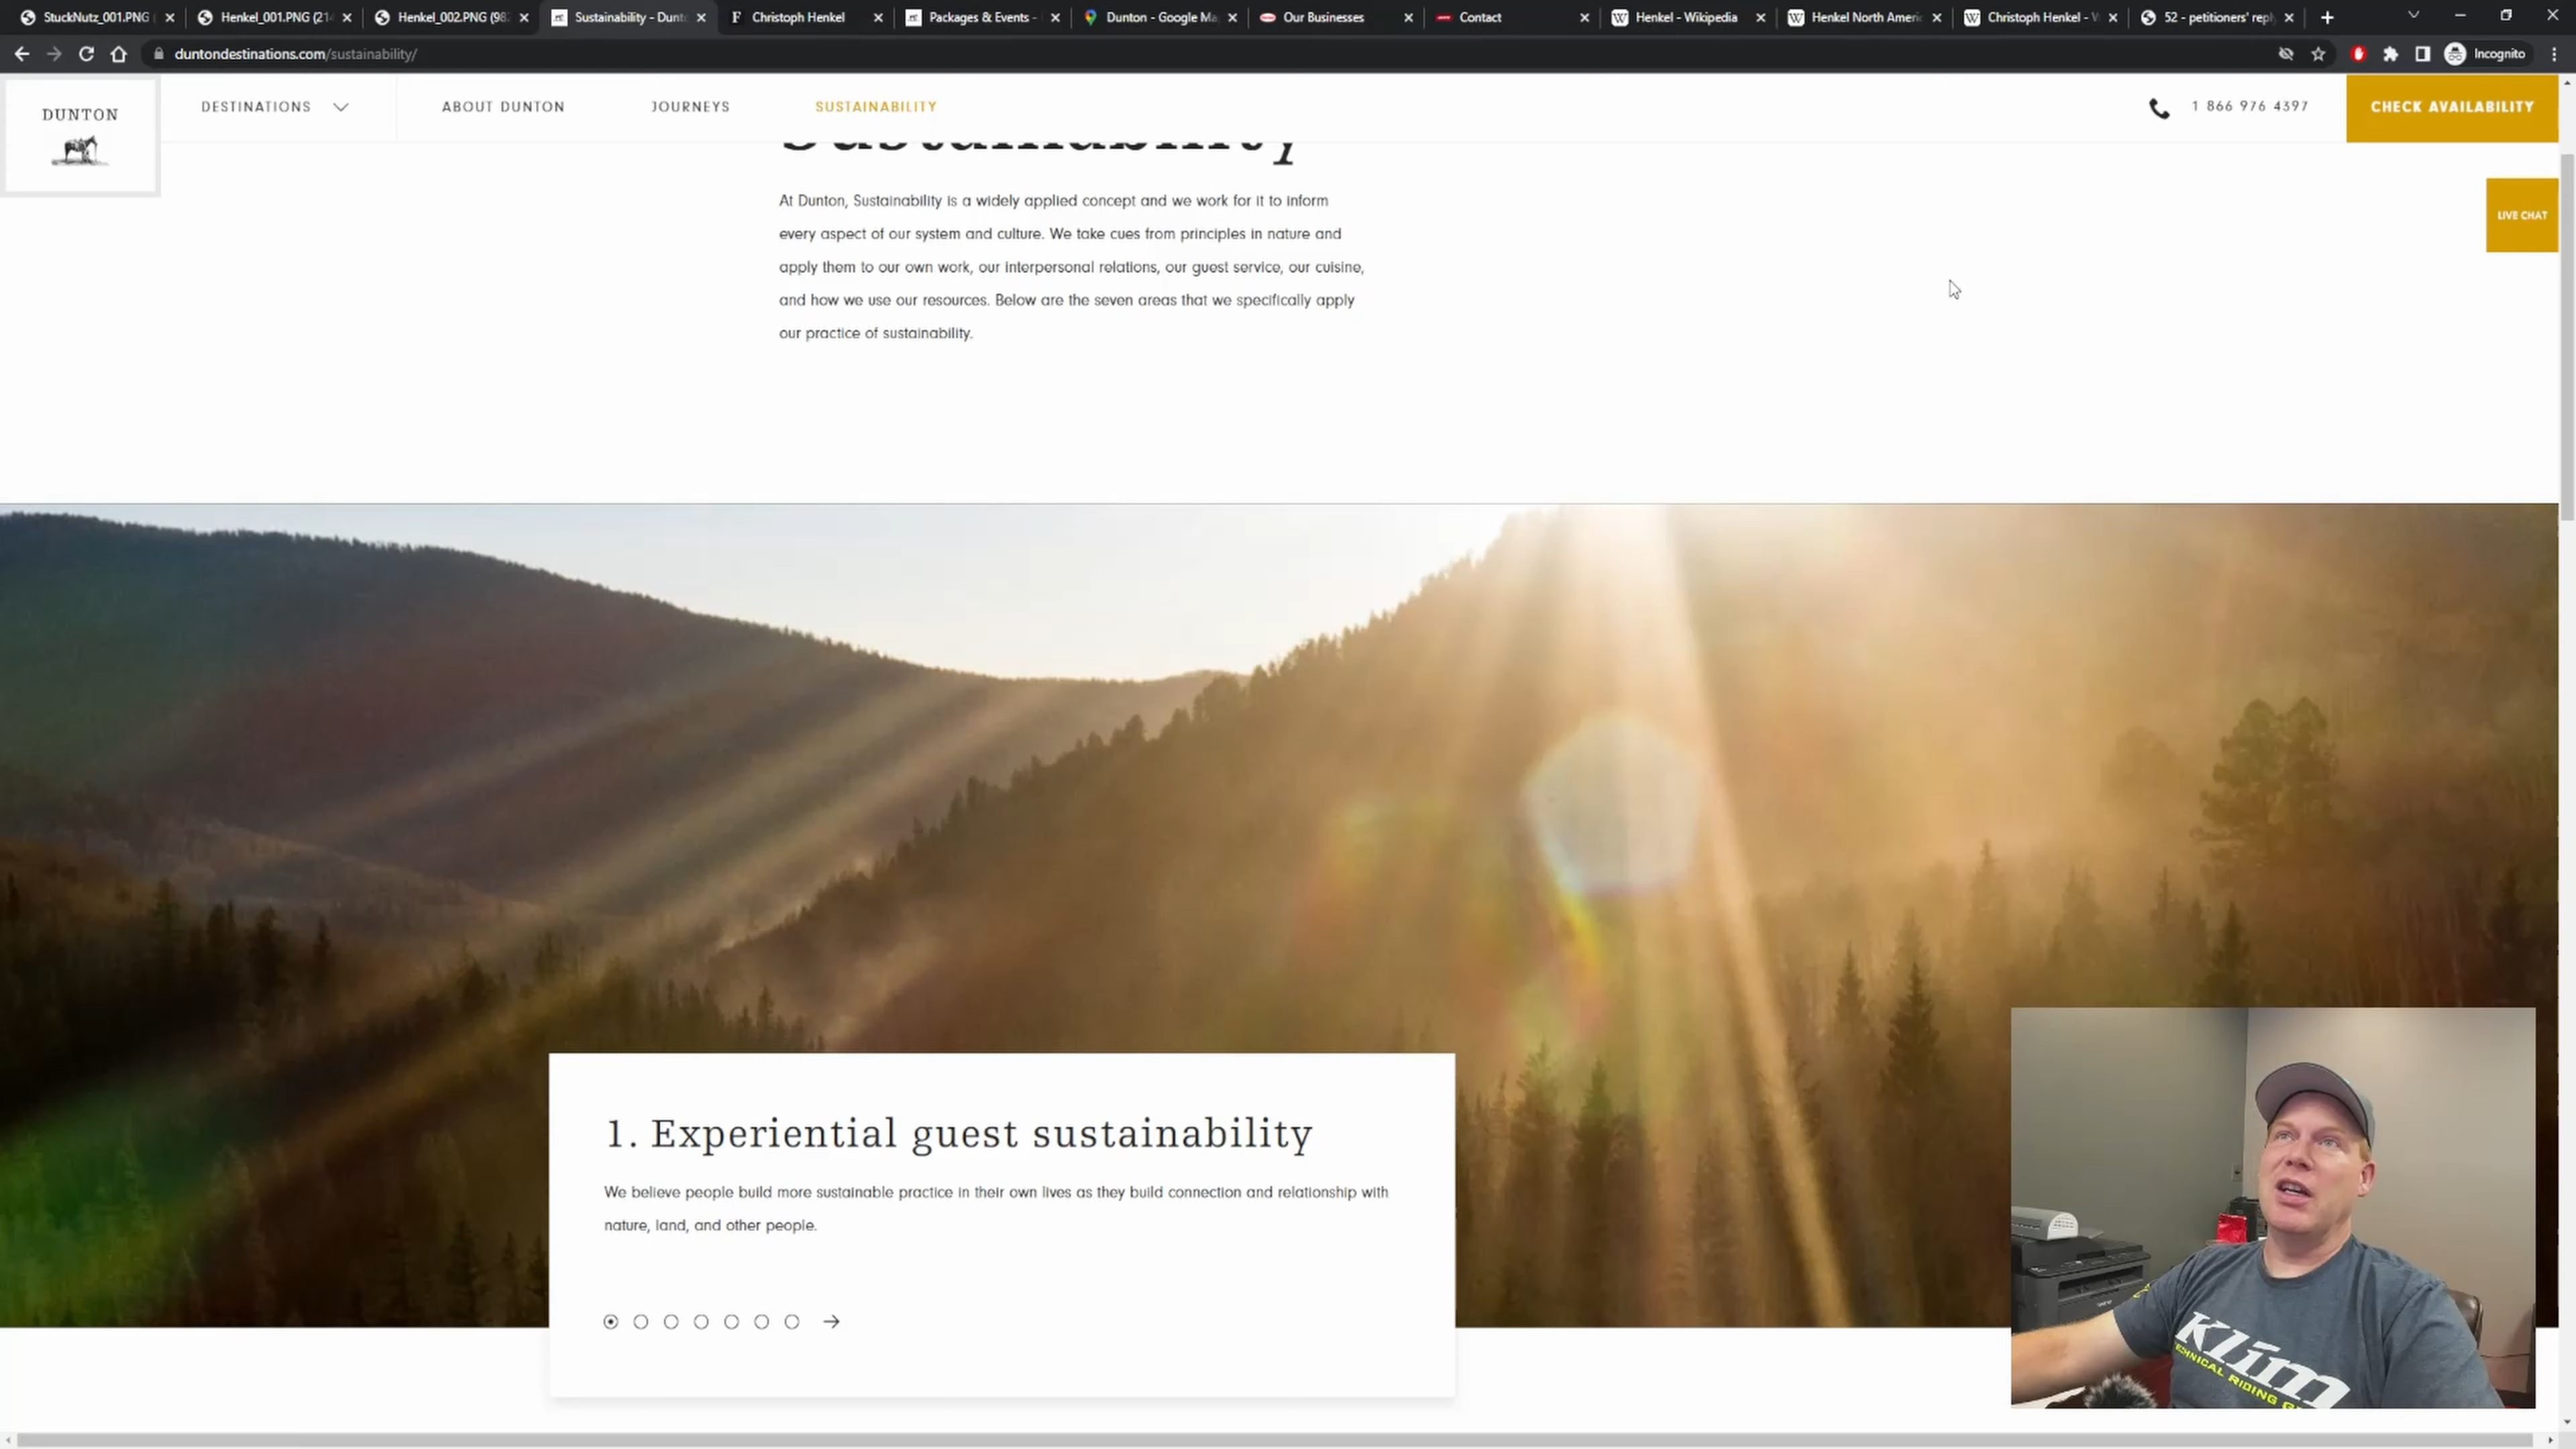 StuckNutz_001.PNG
Henkel_001.PNG (21
Henkel_002.PNG (98
Sustainability - Dunt
Christoph Henkel
Packages & Events -
Dunton - Google Ma
Our Businesses
Contact
Henkel - Wikipedia
Henkel North Ameri
Christoph Henkel - W
52 - petitioners' repl
duntondestinations.com/sustainability/
Incognito
DUNTON
DESTINATIONS
ABOUT DUNTON
JOURNEYS
SUSTAINABILITY
1 866 976 4397
CHECK AVAILABILITY
LIVE CHAT
Sustainability
At Dunton, Sustainability is a widely applied concept and we work for it to inform
every aspect of our system and culture. We take cues from principles in nature and
apply them to our own work, our interpersonal relations, our guest service, our cuisine,
and how we use our resources. Below are the seven areas that we specifically apply
our practice of sustainability.
1. Experiential guest sustainability
We believe people build more sustainable practice in their own lives as they build connection and relationship with
nature, land, and other people.
Klim
TECHNICAL RIDING G